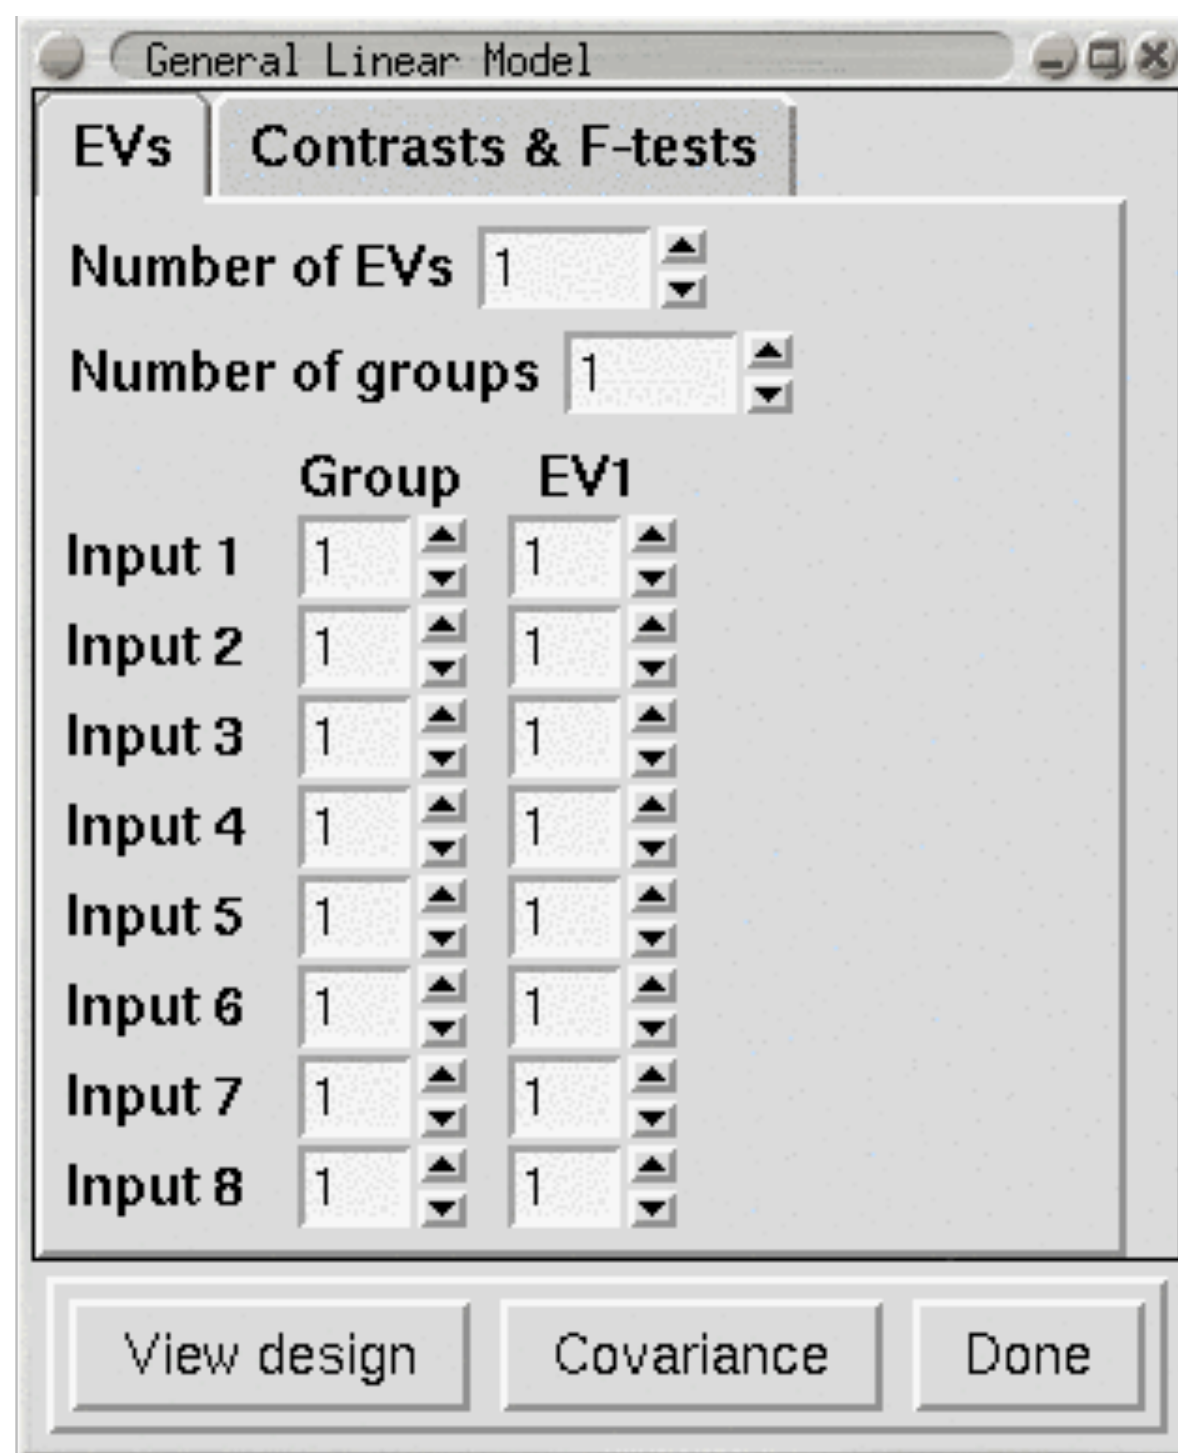 General Linear Model
EVs Contrasts & F-tests
Number of EVs 1
Number of groups 1
Group EV1
Input 1 1 1
Input 2 1 1
Input 3 1 1
Input 4 1 1
Input 5 1 1
Input 6 1 1
Input 7 1 1
Input 8 1 1
View design Covariance Done